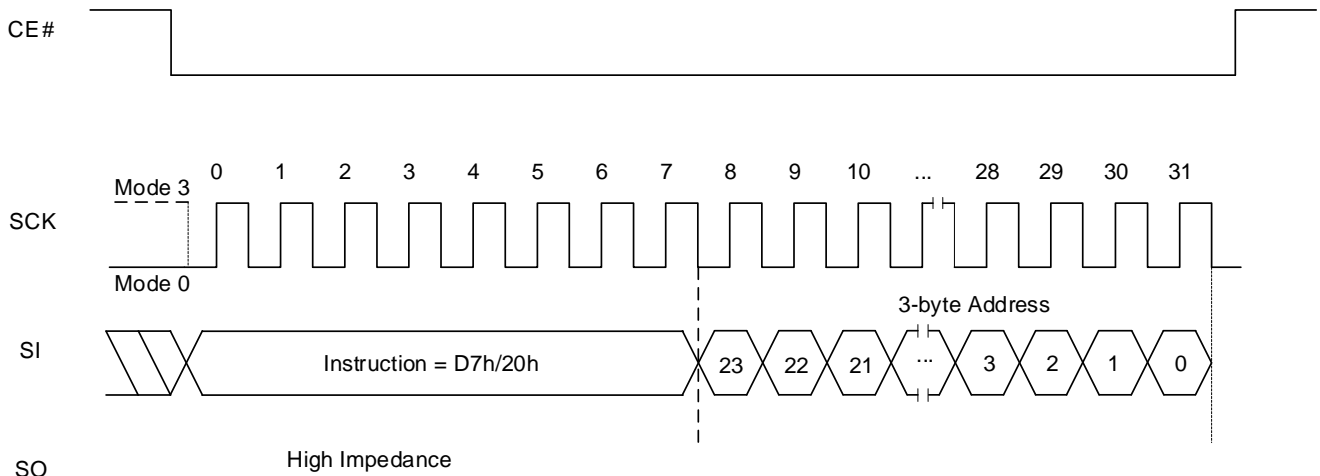 CE#
0 1 2 3 4 5 6 7 8 9 10 ... 28 29 30 31
Mode 3
SCK
Mode 0
3-byte Address
SI
Instruction = D7h/20h 23 22 21 ... 3 2 1 0
High Impedance
SO